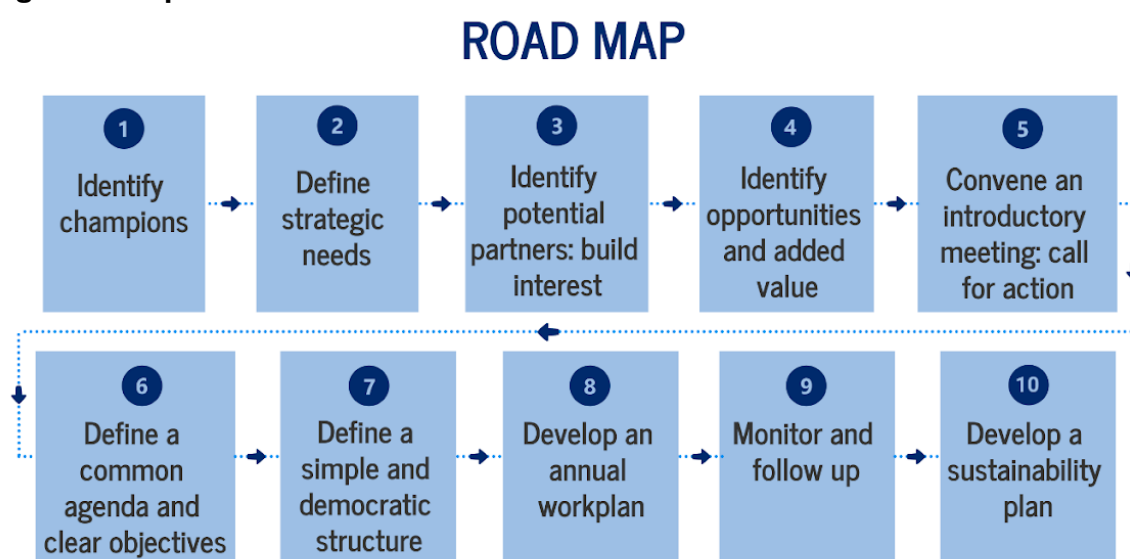 ROAD MAP
1
Identify
champions
2
Define
strategic
needs
3
Identify
potential
partners: build
interest
4
Identify
opportunities
and added
value
5
Convene an
introductory
meeting: call
for action
6
Define a
common
agenda and
clear objectives
7
Define a
simple and
democratic
structure
8
Develop an
annual
workplan
9
Monitor and
follow up
10
Develop a
sustainability
plan